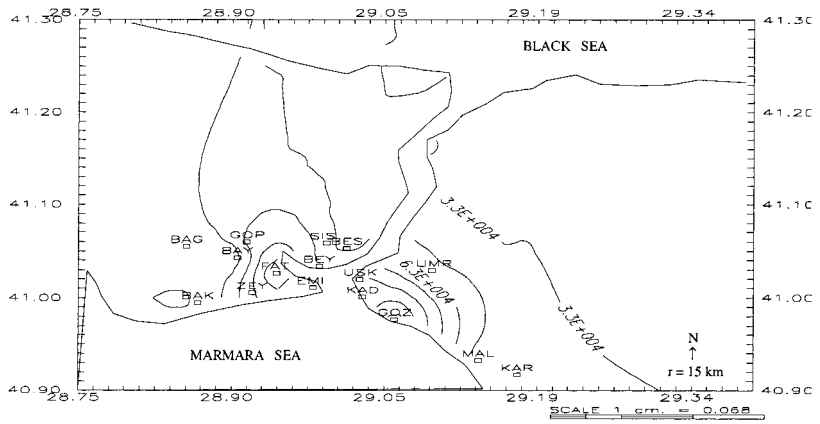 28.75 28.90 29.05 29.19 29.34
41.30 41.30
BLACK SEA
41.20 41.20
41.10 41.10
3.3E+004
GOP SIS BES
BAG
BAY BEY
FAT USK UMR
6.3E+004
ZEY EMI KAD
41.00 41.00
BAK
GOZ
3.3E+004
MARMARA SEA
MAL
KAR
N
r = 15 km
40.90 40.90
28.75 28.90 29.05 29.19 29.34
SCALE 1 cm. = 0.068